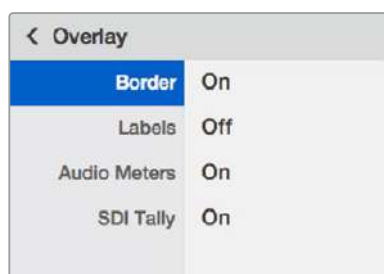 < Overlay
Border On
Labels Off
Audio Meters On
SDI Tally On